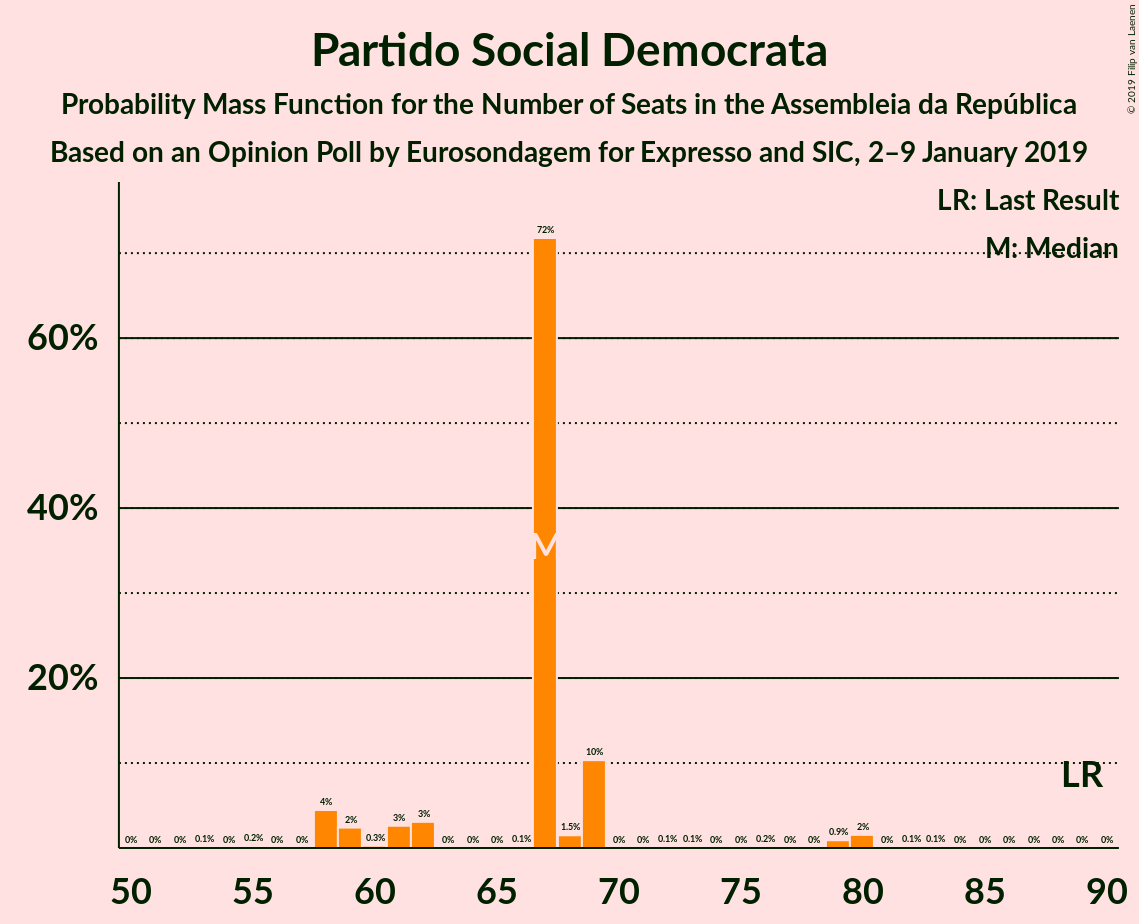 Partido Social Democrata
Probability Mass Function for the Number of Seats in the Assembleia da República
Based on an Opinion Poll by Eurosondagem for Expresso and SIC, 2–9 January 2019
© 2019 Filip van Laenen
LR: Last Result
M: Median
60%
40%
20%
0% 0% 0% 0.1% 0% 0.2% 0% 0% 4% 2% 0.3% 3% 3% 0% 0% 0% 0.1% 72% 1.5% 10% 0% 0% 0.1% 0.1% 0% 0% 0.2% 0% 0% 0.9% 2% 0% 0.1% 0.1% 0% 0% 0% 0% 0% 0% 0%
M
LR
50 55 60 65 70 75 80 85 90